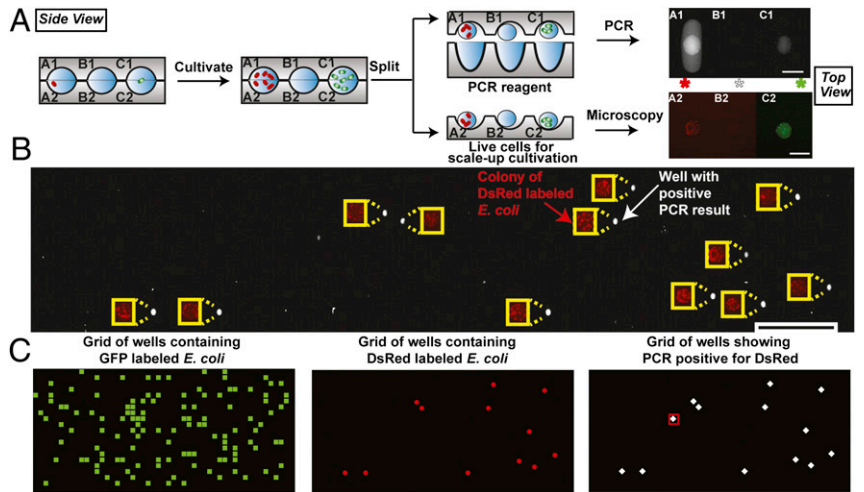 A
Side View
A1 B1 C1
A2 B2 C2
Cultivate
A1 B1 C1
A2 B2 C2
Split
A1 B1 C1
PCR reagent
A2 B2 C2
Live cells for
scale-up cultivation
PCR
Microscopy
A1 B1 C1
A2 B2 C2
Top
View
B
Colony of
DsRed labeled
E. coli
Well with
positive
PCR result
C
Grid of wells containing
GFP labeled E. coli
Grid of wells containing
DsRed labeled E. coli
Grid of wells showing
PCR positive for DsRed